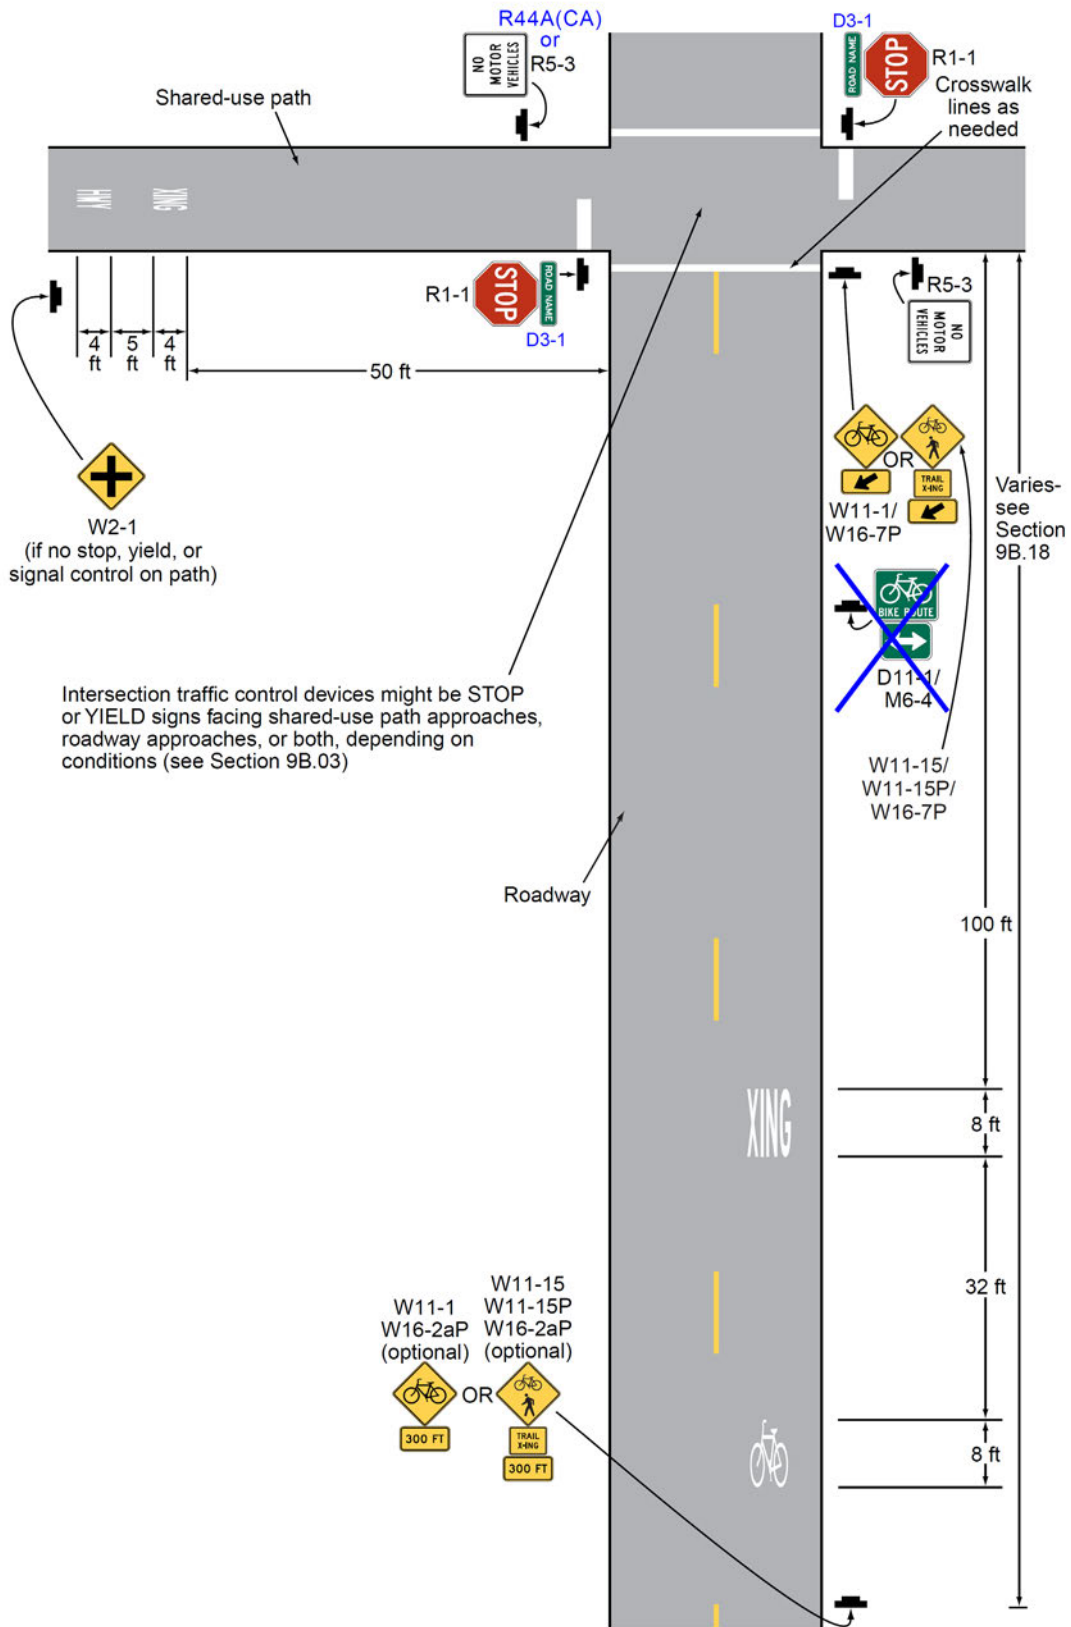 R44A(CA)
or
R5-3
NO
MOTOR
VEHICLES
D3-1
ROAD NAME
STOP
R1-1
Crosswalk
lines as
needed
Shared-use path
HWY
XING
R1-1
STOP
ROAD NAME
D3-1
R5-3
NO
MOTOR
VEHICLES
4
ft
5
ft
4
ft
50 ft
W2-1
(if no stop, yield, or
signal control on path)
OR
TRAIL
X-ING
W11-1/
W16-7P
Varies-
see
Section
9B.18
BIKE ROUTE
D11-1/
M6-4
Intersection traffic control devices might be STOP
or YIELD signs facing shared-use path approaches,
roadway approaches, or both, depending on
conditions (see Section 9B.03)
W11-15/
W11-15P/
W16-7P
Roadway
100 ft
XING
8 ft
32 ft
W11-1
W16-2aP
(optional)
W11-15
W11-15P
W16-2aP
(optional)
OR
300 FT
TRAIL
X-ING
300 FT
8 ft